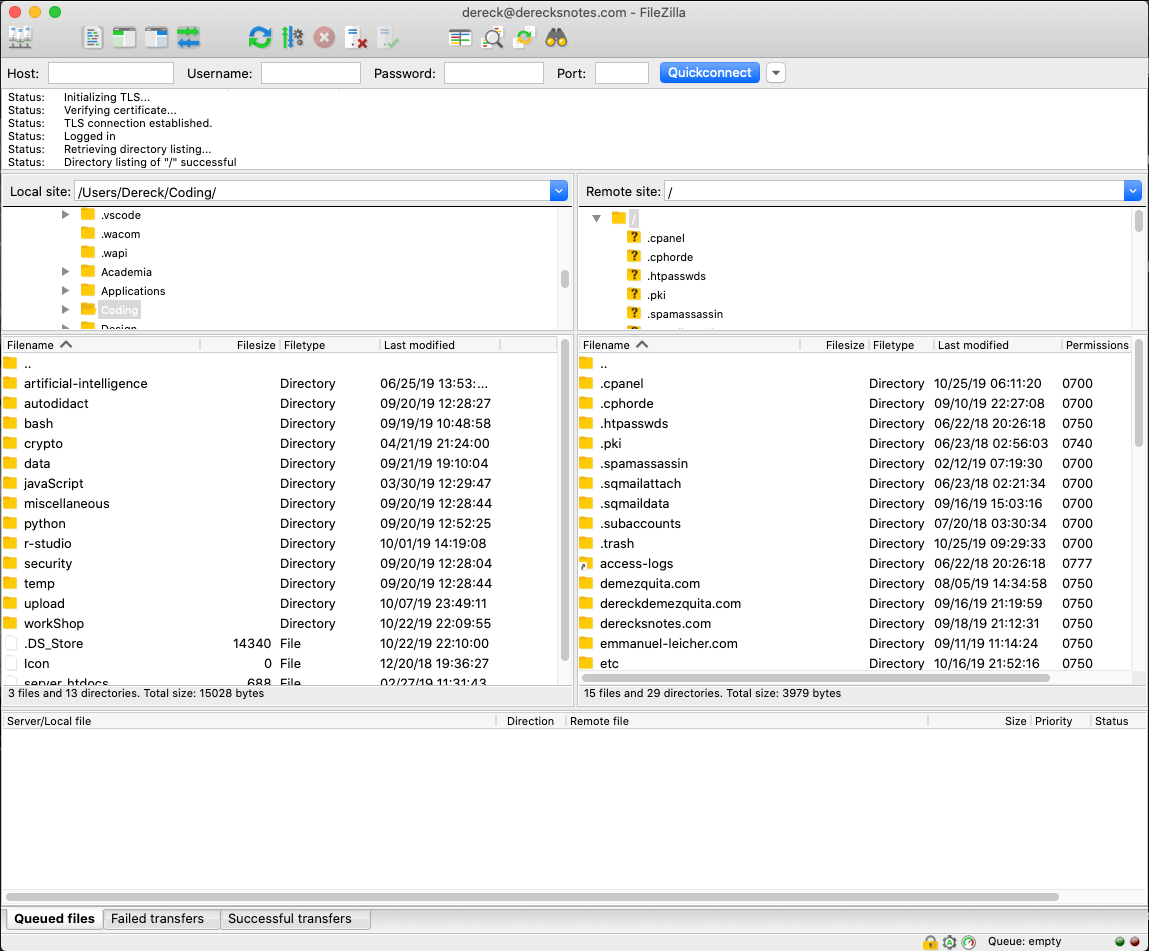 dereck@derecksnotes.com - FileZilla
Host: Username: Password: Port: Quickconnect
Status: Initializing TLS...
Status: Verifying certificate...
Status: TLS connection established.
Status: Logged in
Status: Retrieving directory listing...
Status: Directory listing of "/" successful
Local site: /Users/Dereck/Coding/
.vscode
.wacom
.wapi
Academia
Applications
Coding
Design
Remote site: /
/
.cpanel
.cphorde
.htpasswds
.pki
.spamassassin
Filename Filesize Filetype Last modified
..
artificial-intelligence Directory 06/25/19 13:53:...
autodidact Directory 09/20/19 12:28:27
bash Directory 09/19/19 10:48:58
crypto Directory 04/21/19 21:24:00
data Directory 09/21/19 19:10:04
javaScript Directory 03/30/19 12:29:47
miscellaneous Directory 09/20/19 12:28:44
python Directory 09/20/19 12:52:25
r-studio Directory 10/01/19 14:19:08
security Directory 09/20/19 12:28:04
temp Directory 09/20/19 12:28:44
upload Directory 10/07/19 23:49:11
workShop Directory 10/22/19 22:09:55
.DS_Store 14340 File 10/22/19 22:10:00
Icon 0 File 12/20/18 19:36:27
server_htdocs 688 File 02/27/19 11:31:43
3 files and 13 directories. Total size: 15028 bytes
Filename Filesize Filetype Last modified Permissions
..
.cpanel Directory 10/25/19 06:11:20 0700
.cphorde Directory 09/10/19 22:27:08 0700
.htpasswds Directory 06/22/18 20:26:18 0750
.pki Directory 06/23/18 02:56:03 0740
.spamassassin Directory 02/12/19 07:19:30 0700
.sqmailattach Directory 06/23/18 02:21:34 0700
.sqmaildata Directory 09/16/19 15:03:16 0700
.subaccounts Directory 07/20/18 03:30:34 0700
.trash Directory 10/25/19 09:29:33 0700
access-logs Directory 06/22/18 20:26:18 0777
demezquita.com Directory 08/05/19 14:34:58 0750
dereckdemezquita.com Directory 09/16/19 21:19:59 0750
derecksnotes.com Directory 09/18/19 21:12:31 0750
emmanuel-leicher.com Directory 09/11/19 11:14:24 0750
etc Directory 10/16/19 21:52:16 0750
15 files and 29 directories. Total size: 3979 bytes
Server/Local file Direction Remote file Size Priority Status
Queued files Failed transfers Successful transfers
Queue: empty